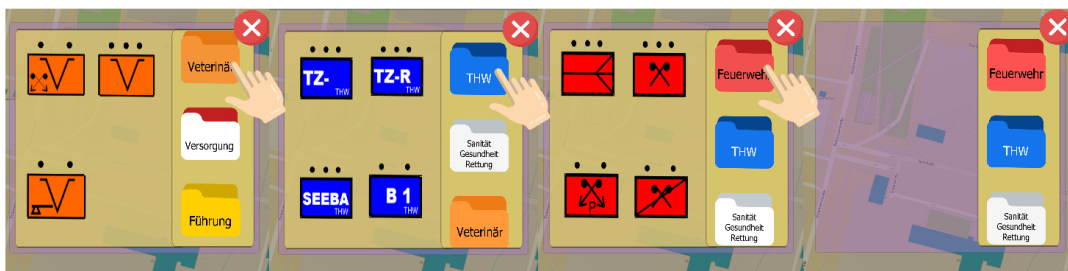 Veterinär
Versorgung
Führung
TZ-
THW
TZ-R
THW
SEEBA
THW
B 1
THW
THW
Sanität
Gesundheit
Rettung
Veterinär
P
Feuerwehr
THW
Sanität
Gesundheit
Rettung
Feuerwehr
THW
Sanität
Gesundheit
Rettung